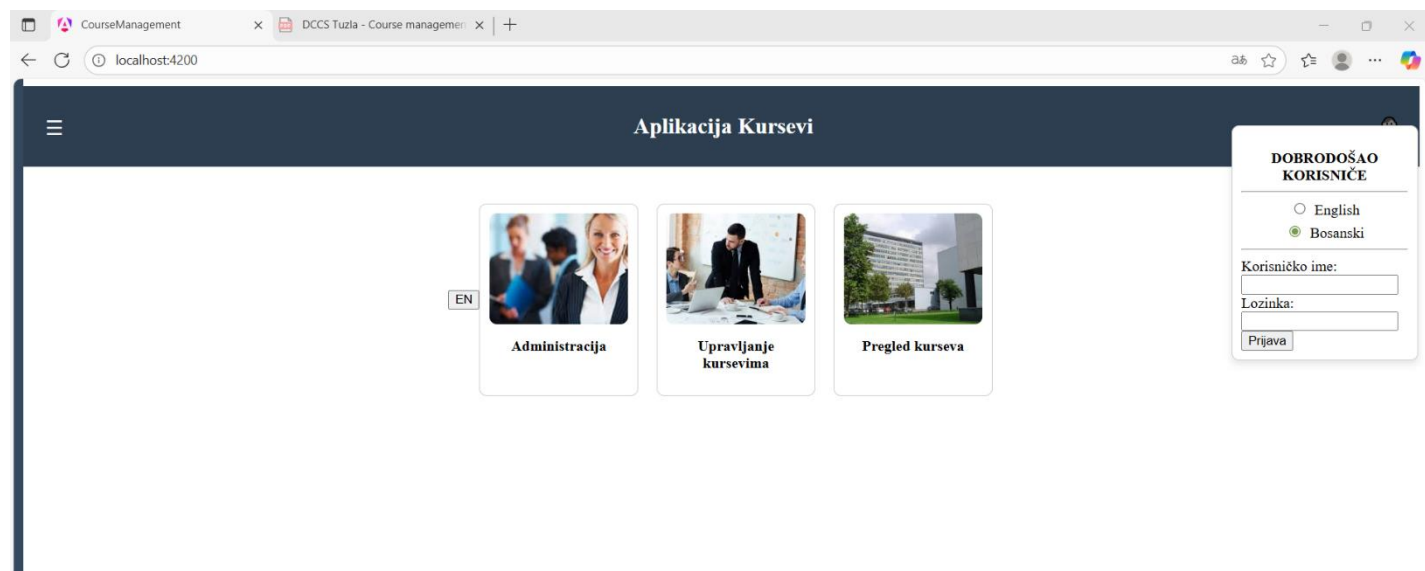 CourseManagement
DCCS Tuzla - Course managemen
localhost:4200
Aplikacija Kursevi
DOBRODOŠAO
KORISNIČE
English
Bosanski
Korisničko ime:
Lozinka:
Prijava
EN
Administracija
Upravljanje
kursevima
Pregled kurseva